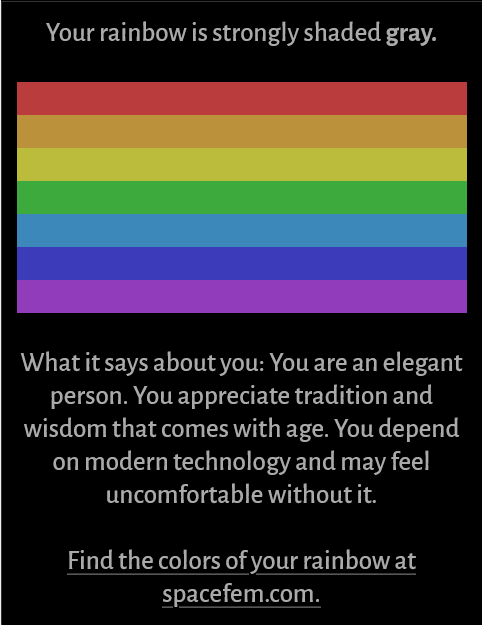 Your rainbow is strongly shaded gray.
What it says about you: You are an elegant
person. You appreciate tradition and
wisdom that comes with age. You depend
on modern technology and may feel
uncomfortable without it.
Find the colors of your rainbow at
spacefem.com.